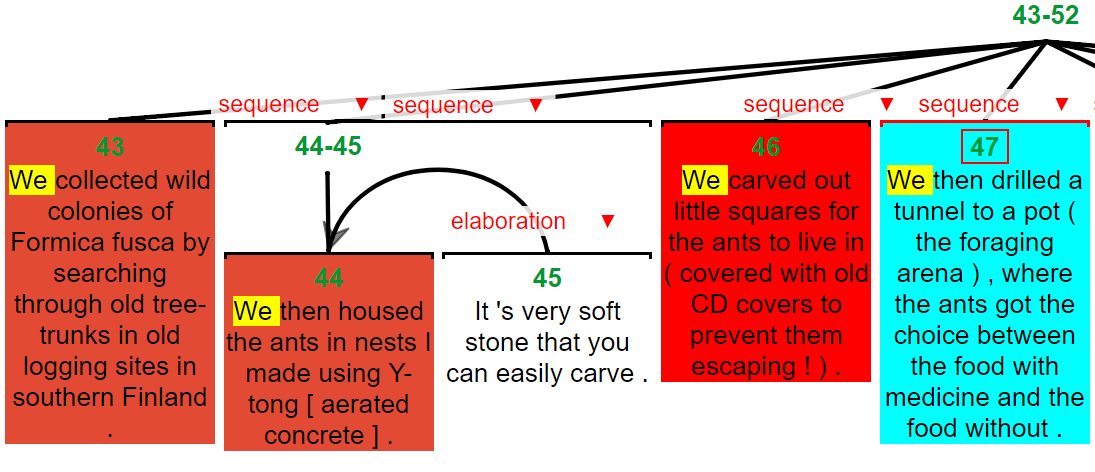 43-52
sequence ▼ sequence ▼ sequence ▼ sequence ▼
43
We collected wild
colonies of
Formica fusca by
searching
through old tree-
trunks in old
logging sites in
southern Finland
.
44-45
elaboration ▼
44
We then housed
the ants in nests I
made using Y-
tong [ aerated
concrete ] .
45
It 's very soft
stone that you
can easily carve .
46
We carved out
little squares for
the ants to live in
( covered with old
CD covers to
prevent them
escaping ! ) .
47
We then drilled a
tunnel to a pot (
the foraging
arena ) , where
the ants got the
choice between
the food with
medicine and the
food without .